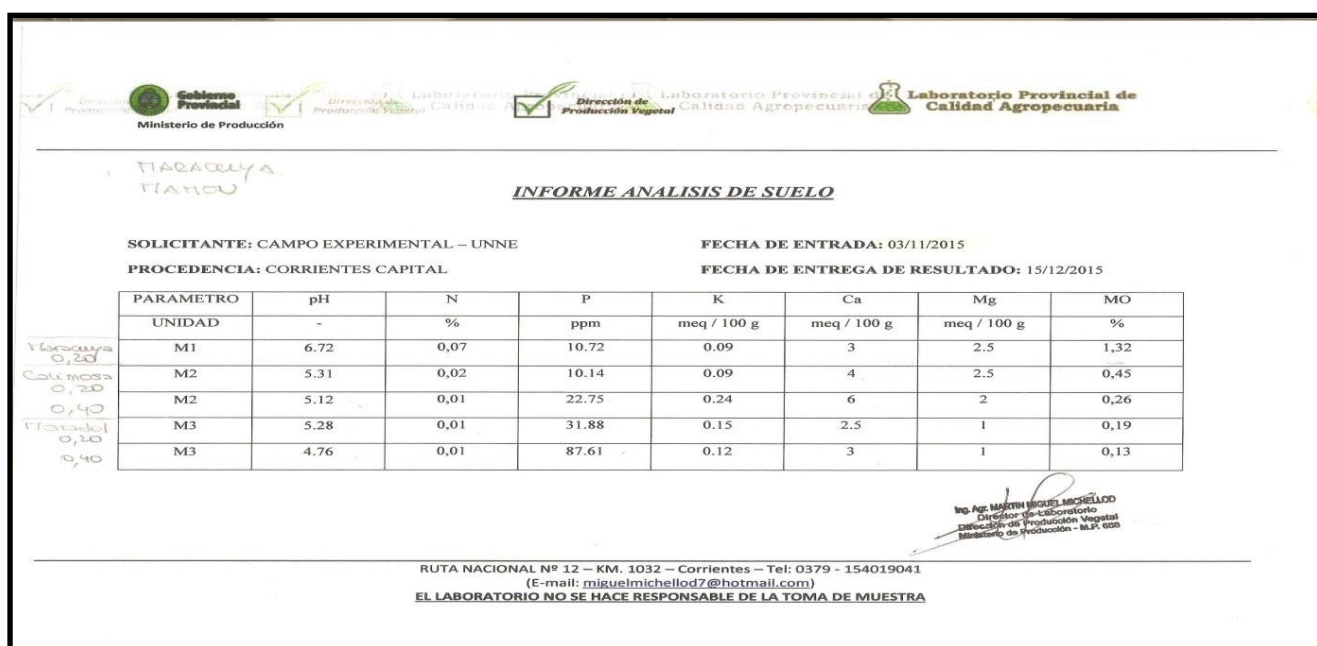 Gobierno
Provincial
Ministerio de Producción
Dirección de
Producción Vegetal
Laboratorio Provincial de
Calidad Agropecuaria
MARACUYA.
MAMON
INFORME ANALISIS DE SUELO
SOLICITANTE: CAMPO EXPERIMENTAL – UNNE FECHA DE ENTRADA: 03/11/2015
PROCEDENCIA: CORRIENTES CAPITAL FECHA DE ENTREGA DE RESULTADO: 15/12/2015
PARAMETRO pH N P K Ca Mg MO
UNIDAD - % ppm meq / 100 g meq / 100 g meq / 100 g %
Maracuya 0,20 M1 6.72 0,07 10.72 0.09 3 2.5 1,32
0,20 M2 5.31 0,02 10.14 0.09 4 2.5 0,45
0,40 M2 5.12 0,01 22.75 0.24 6 2 0,26
0,20 M3 5.28 0,01 31.88 0.15 2.5 1 0,19
0,40 M3 4.76 0,01 87.61 0.12 3 1 0,13
Ing. Agr. MARTIN MIGUEL MICHELLOD
Director de Laboratorio
Dirección de Producción Vegetal
Ministerio de Producción - M.P. 688
RUTA NACIONAL Nº 12 – KM. 1032 – Corrientes – Tel: 0379 - 154019041
(E-mail: miguelmichellod7@hotmail.com)
EL LABORATORIO NO SE HACE RESPONSABLE DE LA TOMA DE MUESTRA